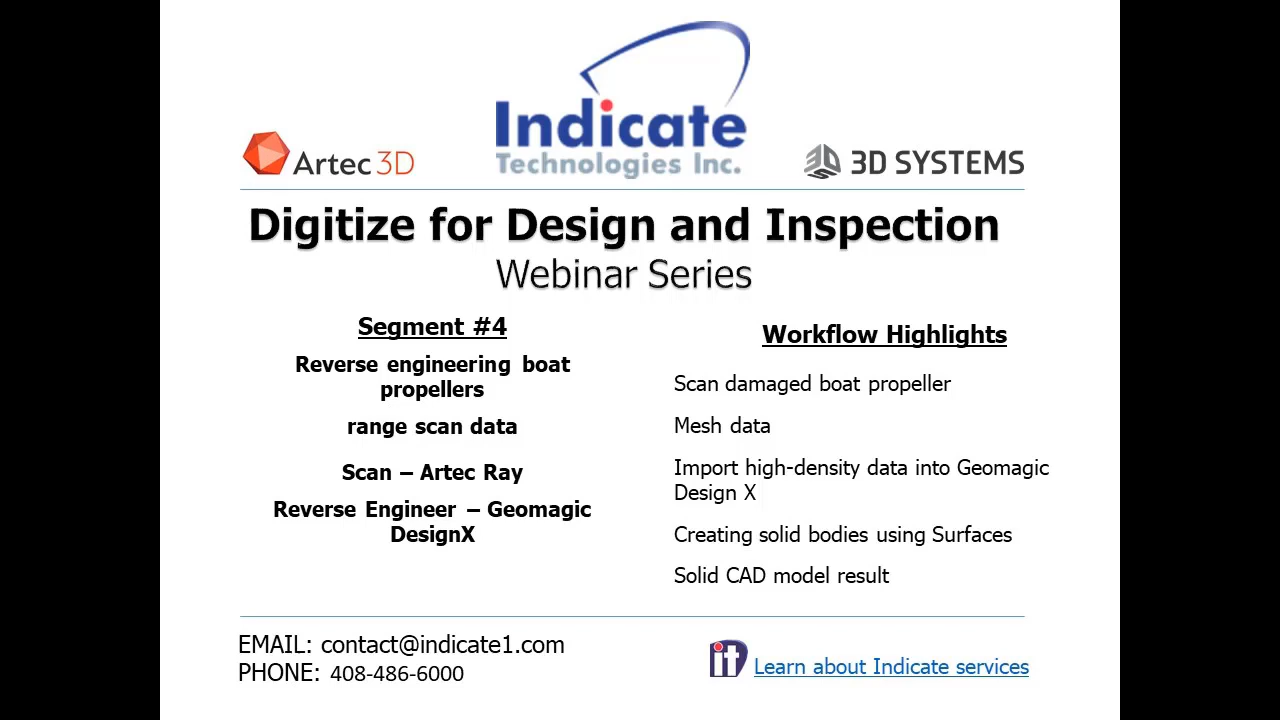 Indicate
Technologies Inc.
Artec 3D
3D SYSTEMS
Digitize for Design and Inspection
Webinar Series
Segment #4
Reverse engineering boat
propellers
range scan data
Scan – Artec Ray
Reverse Engineer – Geomagic
DesignX
Workflow Highlights
Scan damaged boat propeller
Mesh data
Import high-density data into Geomagic
Design X
Creating solid bodies using Surfaces
Solid CAD model result
EMAIL: contact@indicate1.com
PHONE: 408-486-6000
it Learn about Indicate services